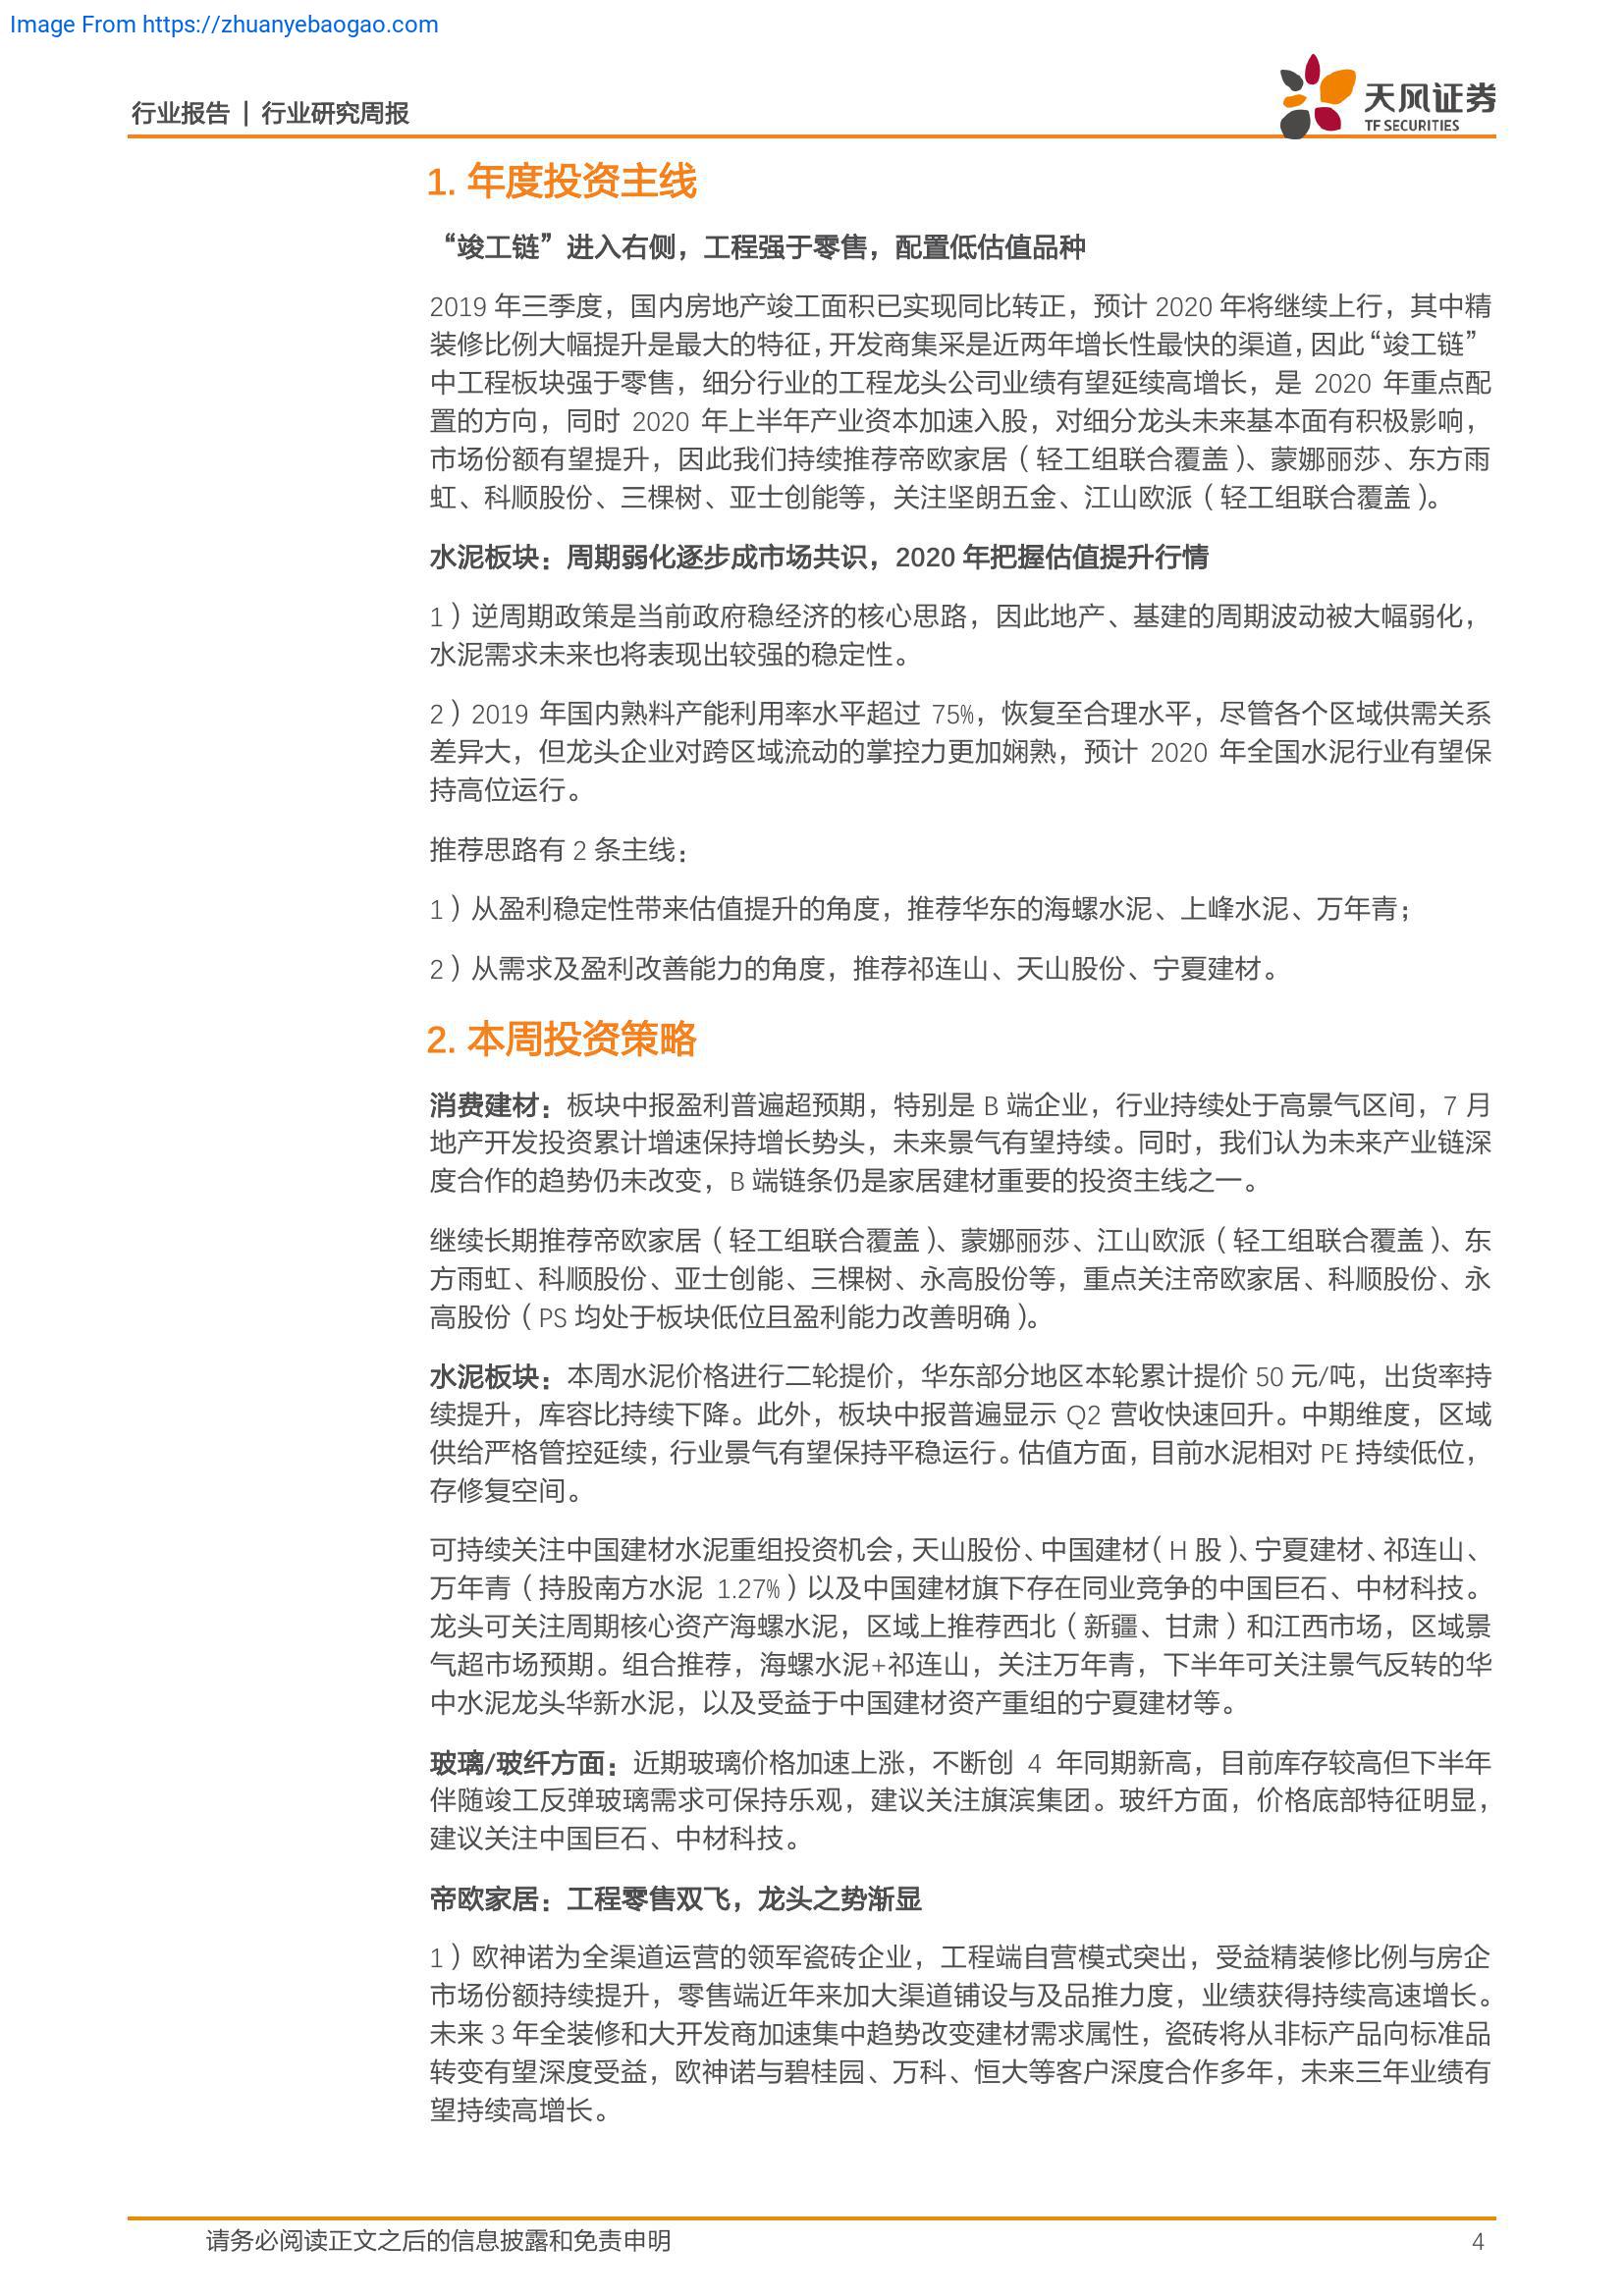 Image From https://zhuanyebaogao.com
行业报告 | 行业研究周报
天风证券
TF SECURITIES
1. 年度投资主线
“竣工链”进入右侧，工程强于零售，配置低估值品种
2019 年三季度，国内房地产竣工面积已实现同比转正，预计 2020 年将继续上行，其中精
装修比例大幅提升是最大的特征，开发商集采是近两年增长性最快的渠道，因此“竣工链”
中工程板块强于零售，细分行业的工程龙头公司业绩有望延续高增长，是 2020 年重点配
置的方向，同时 2020 年上半年产业资本加速入股，对细分龙头未来基本面有积极影响，
市场份额有望提升，因此我们持续推荐帝欧家居（轻工组联合覆盖）、蒙娜丽莎、东方雨
虹、科顺股份、三棵树、亚士创能等，关注坚朗五金、江山欧派（轻工组联合覆盖）。
水泥板块：周期弱化逐步成市场共识，2020 年把握估值提升行情
1）逆周期政策是当前政府稳经济的核心思路，因此地产、基建的周期波动被大幅弱化，
水泥需求未来也将表现出较强的稳定性。
2）2019 年国内熟料产能利用率水平超过 75%，恢复至合理水平，尽管各个区域供需关系
差异大，但龙头企业对跨区域流动的掌控力更加娴熟，预计 2020 年全国水泥行业有望保
持高位运行。
推荐思路有 2 条主线：
1）从盈利稳定性带来估值提升的角度，推荐华东的海螺水泥、上峰水泥、万年青；
2）从需求及盈利改善能力的角度，推荐祁连山、天山股份、宁夏建材。
2. 本周投资策略
消费建材：板块中报盈利普遍超预期，特别是 B 端企业，行业持续处于高景气区间，7 月
地产开发投资累计增速保持增长势头，未来景气有望持续。同时，我们认为未来产业链深
度合作的趋势仍未改变，B 端链条仍是家居建材重要的投资主线之一。
继续长期推荐帝欧家居（轻工组联合覆盖）、蒙娜丽莎、江山欧派（轻工组联合覆盖）、东
方雨虹、科顺股份、亚士创能、三棵树、永高股份等，重点关注帝欧家居、科顺股份、永
高股份（PS 均处于板块低位且盈利能力改善明确）。
水泥板块：本周水泥价格进行二轮提价，华东部分地区本轮累计提价 50 元/吨，出货率持
续提升，库容比持续下降。此外，板块中报普遍显示 Q2 营收快速回升。中期维度，区域
供给严格管控延续，行业景气有望保持平稳运行。估值方面，目前水泥相对 PE 持续低位，
存修复空间。
可持续关注中国建材水泥重组投资机会，天山股份、中国建材（H 股）、宁夏建材、祁连山、
万年青（持股南方水泥 1.27%）以及中国建材旗下存在同业竞争的中国巨石、中材科技。
龙头可关注周期核心资产海螺水泥，区域上推荐西北（新疆、甘肃）和江西市场，区域景
气超市场预期。组合推荐，海螺水泥+祁连山，关注万年青，下半年可关注景气反转的华
中水泥龙头华新水泥，以及受益于中国建材资产重组的宁夏建材等。
玻璃/玻纤方面：近期玻璃价格加速上涨，不断创 4 年同期新高，目前库存较高但下半年
伴随竣工反弹玻璃需求可保持乐观，建议关注旗滨集团。玻纤方面，价格底部特征明显，
建议关注中国巨石、中材科技。
帝欧家居：工程零售双飞，龙头之势渐显
1）欧神诺为全渠道运营的领军瓷砖企业，工程端自营模式突出，受益精装修比例与房企
市场份额持续提升，零售端近年来加大渠道铺设与及品推力度，业绩获得持续高速增长。
未来 3 年全装修和大开发商加速集中趋势改变建材需求属性，瓷砖将从非标产品向标准品
转变有望深度受益，欧神诺与碧桂园、万科、恒大等客户深度合作多年，未来三年业绩有
望持续高增长。
请务必阅读正文之后的信息披露和免责申明
4